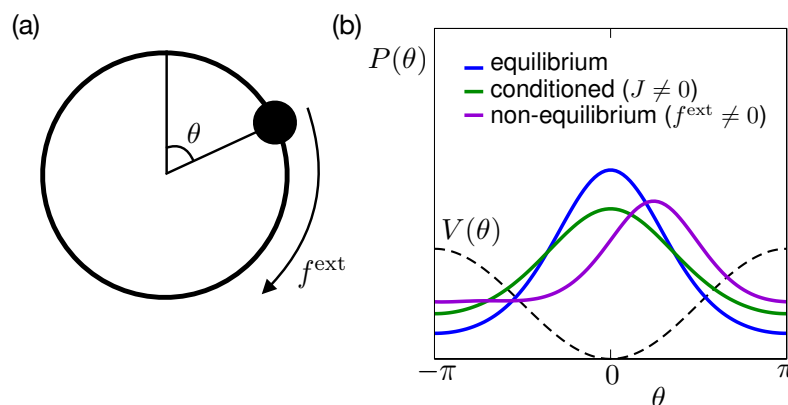 (a)
θ
f^ext
(b)
P(θ)
equilibrium
conditioned (J ≠ 0)
non-equilibrium (f^ext ≠ 0)
V(θ)
−π 0 π
θ